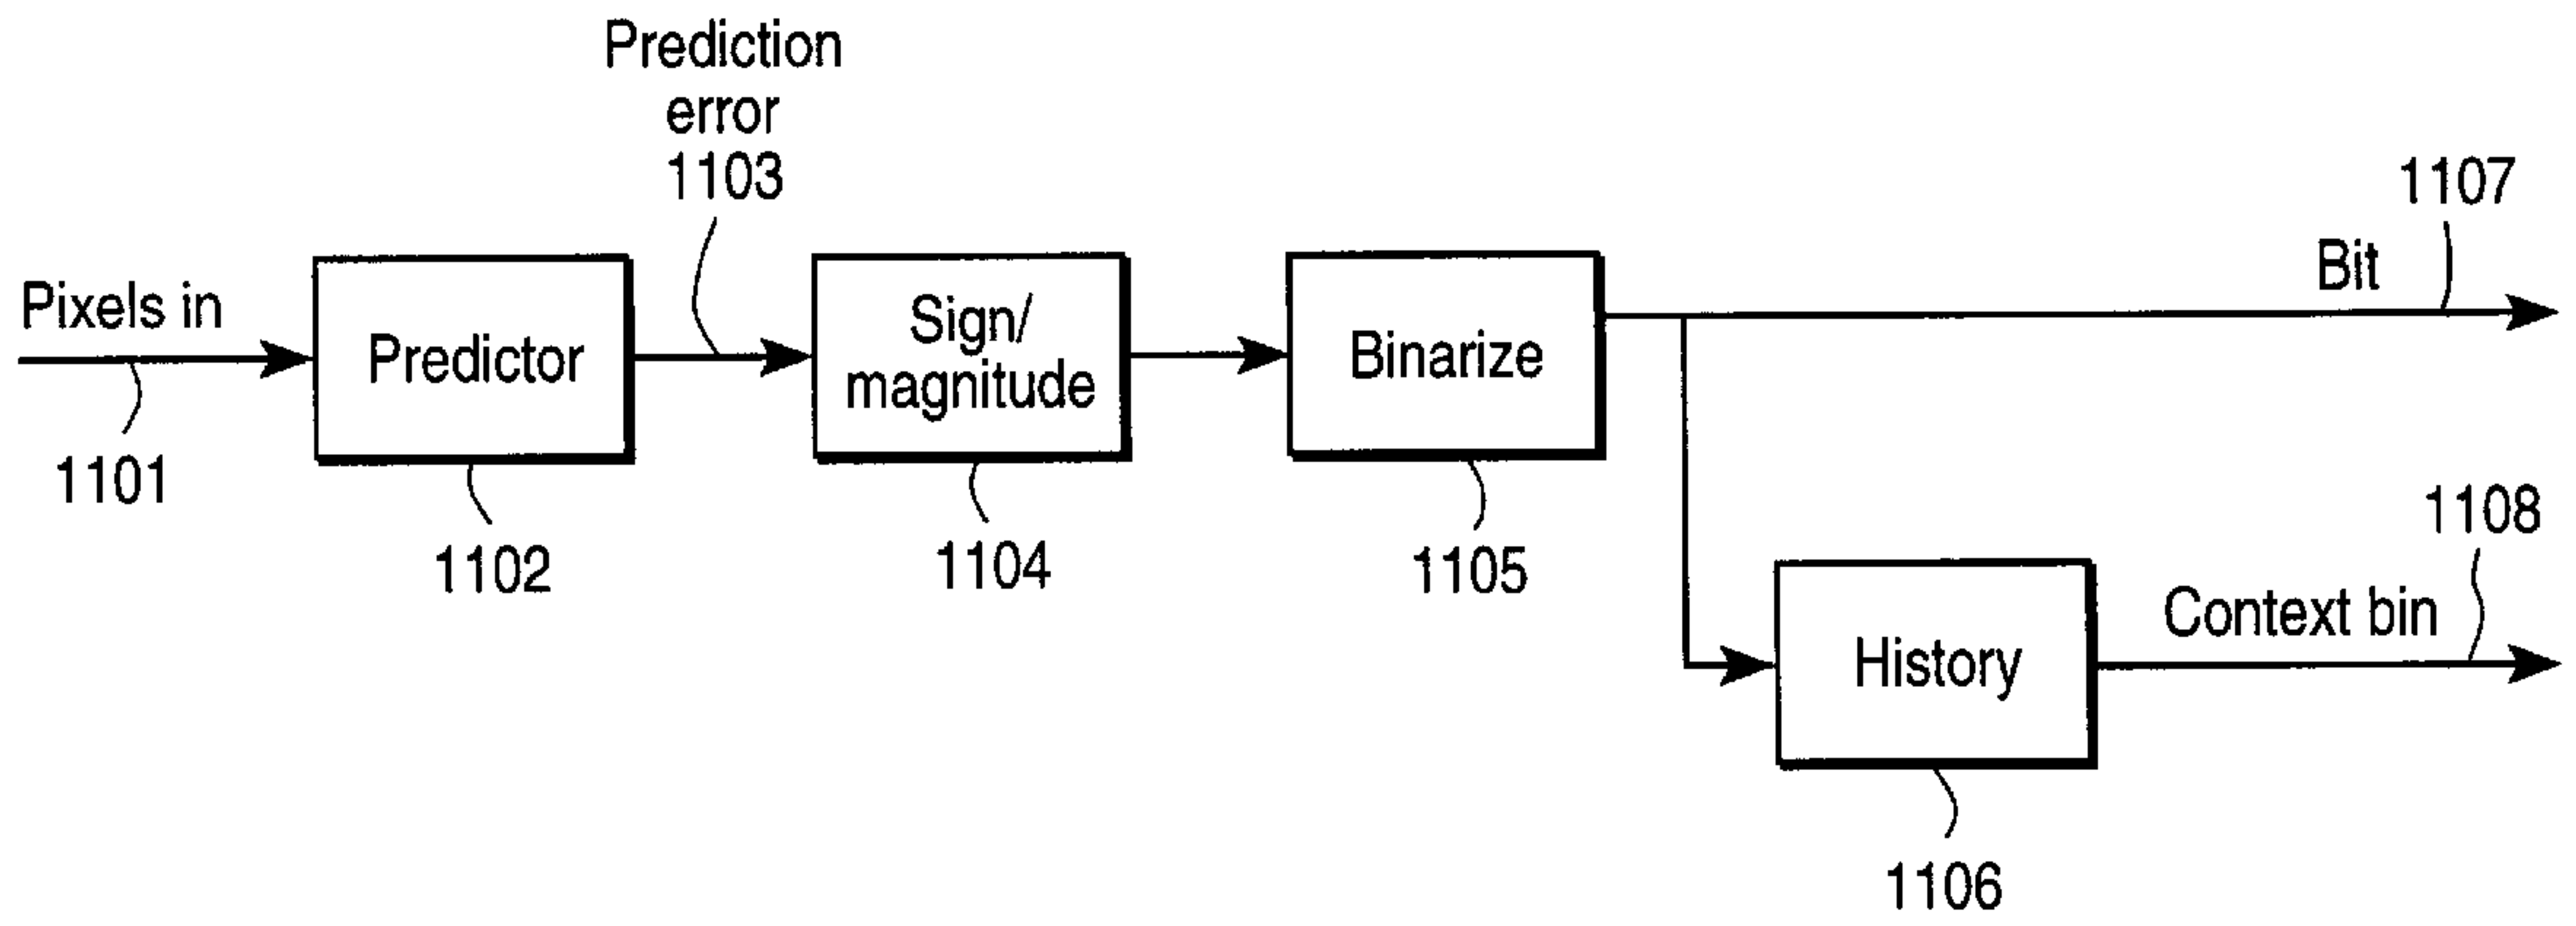 Prediction
error
1103
1107
Bit
Pixels in
Predictor
Sign/
magnitude
Binarize
1101
1102
1104
1105
1108
Context bin
History
1106